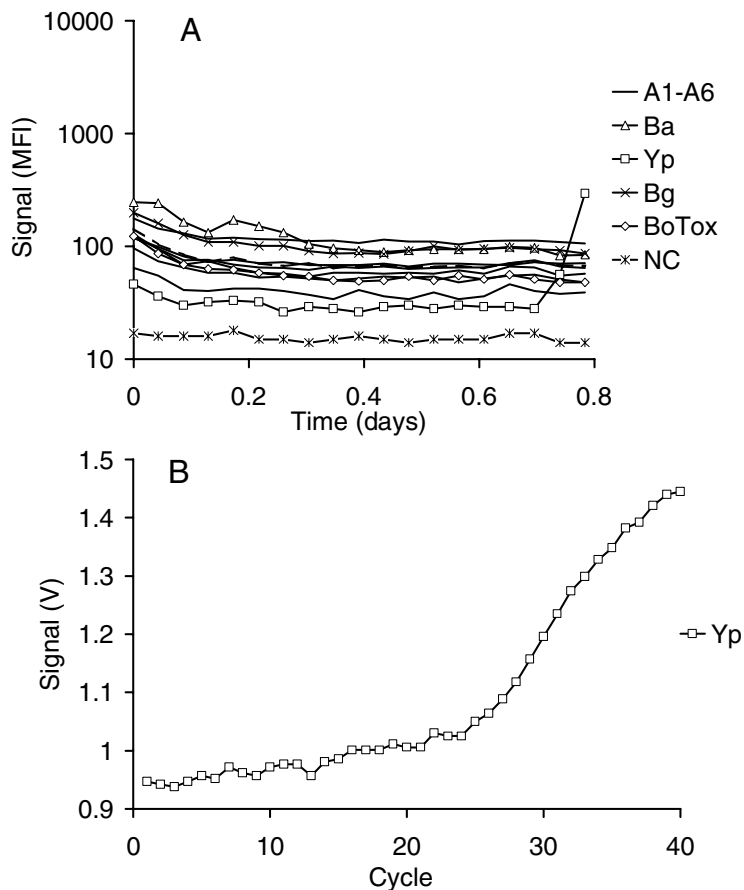 A
10000
1000
100
10
Signal (MFI)
0
0.2
0.4
0.6
0.8
Time (days)
A1-A6
Ba
Yp
Bg
BoTox
NC
B
1.5
1.4
1.3
1.2
1.1
1
0.9
Signal (V)
0
10
20
30
40
Cycle
Yp